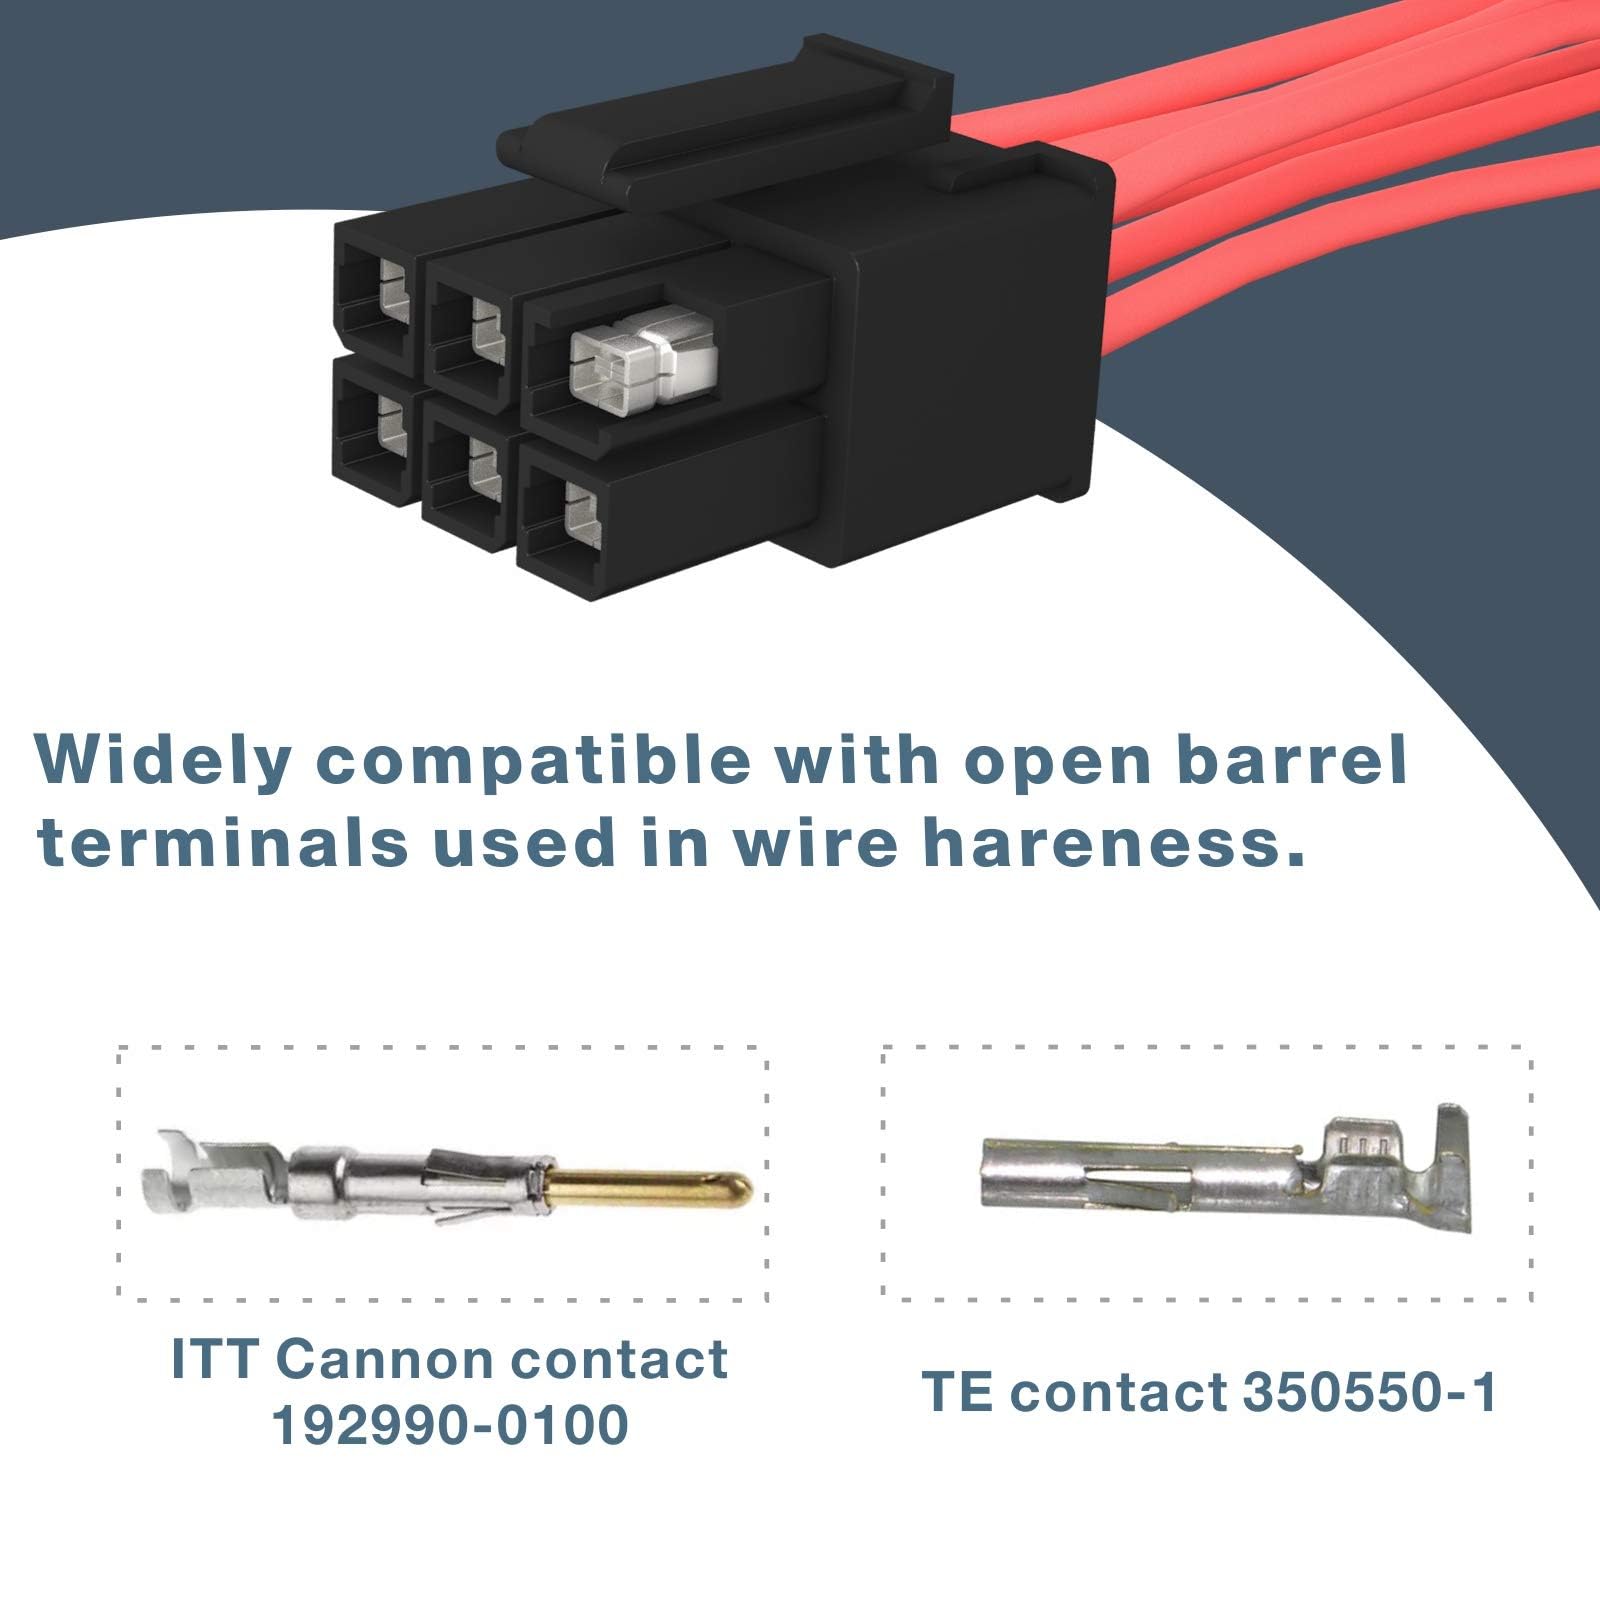 Widely compatible with open barrel
terminals used in wire hareness.
ITT Cannon contact
192990-0100
TE contact 350550-1